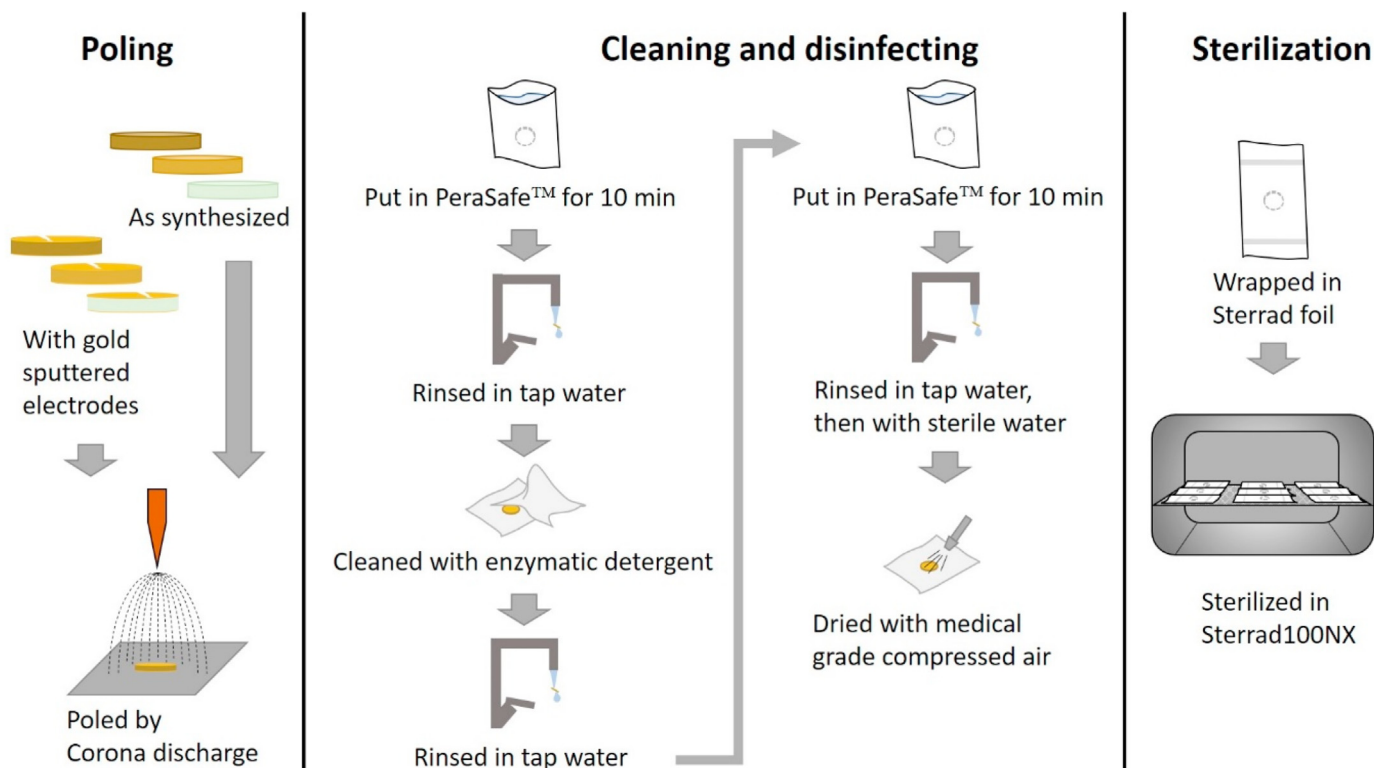 Poling
As synthesized
With gold
sputtered
electrodes
Poled by
Corona discharge
Cleaning and disinfecting
Put in PeraSafe™ for 10 min
Rinsed in tap water
Cleaned with enzymatic detergent
Rinsed in tap water
Put in PeraSafe™ for 10 min
Rinsed in tap water,
then with sterile water
Dried with medical
grade compressed air
Sterilization
Wrapped in
Sterrad foil
Sterilized in
Sterrad100NX